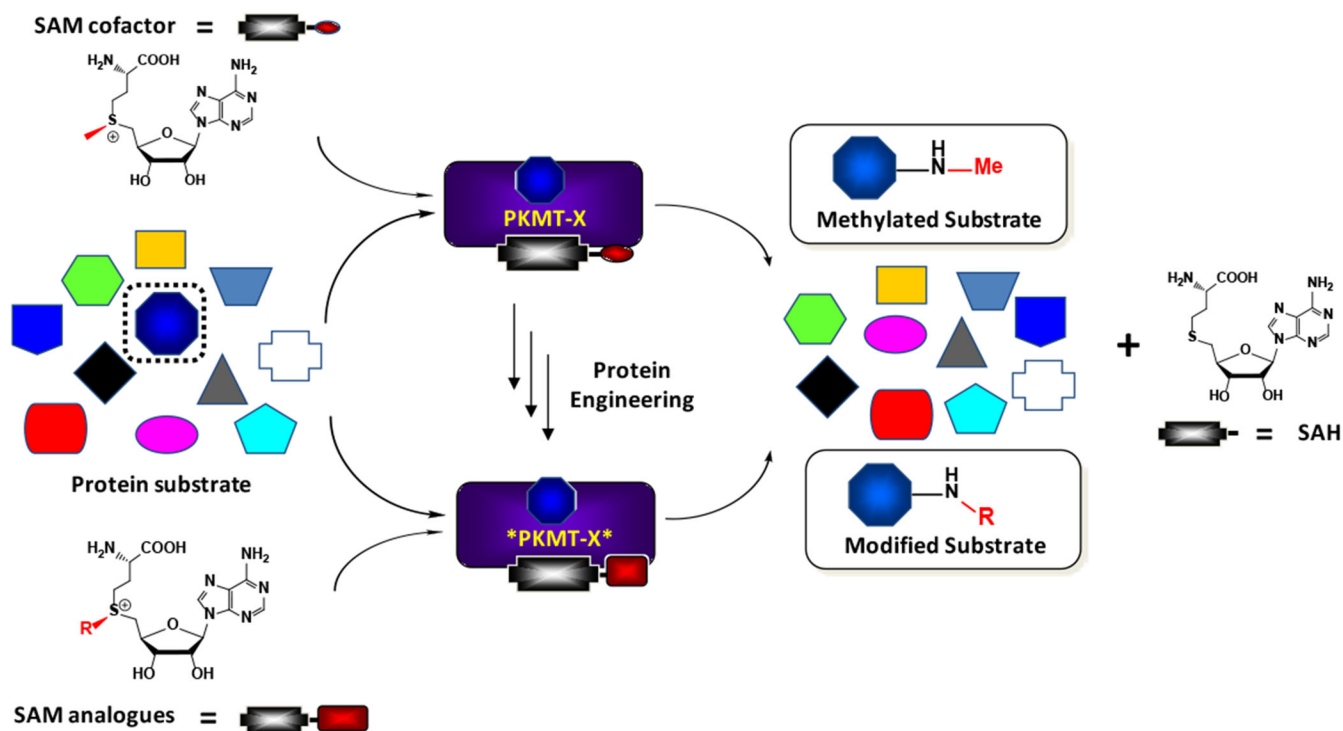 SAM cofactor =
H₂N COOH
NH₂
N N
S N N
⊕ O
HO OH
H
N Me
Methylated Substrate
PKMT-X
Protein
Engineering
H₂N COOH
NH₂
N N
S N N
O
HO OH
+
= SAH
Protein substrate
*PKMT-X*
H
N
R
Modified Substrate
H₂N COOH
NH₂
⊕ N N
R S N N
O
HO OH
SAM analogues =